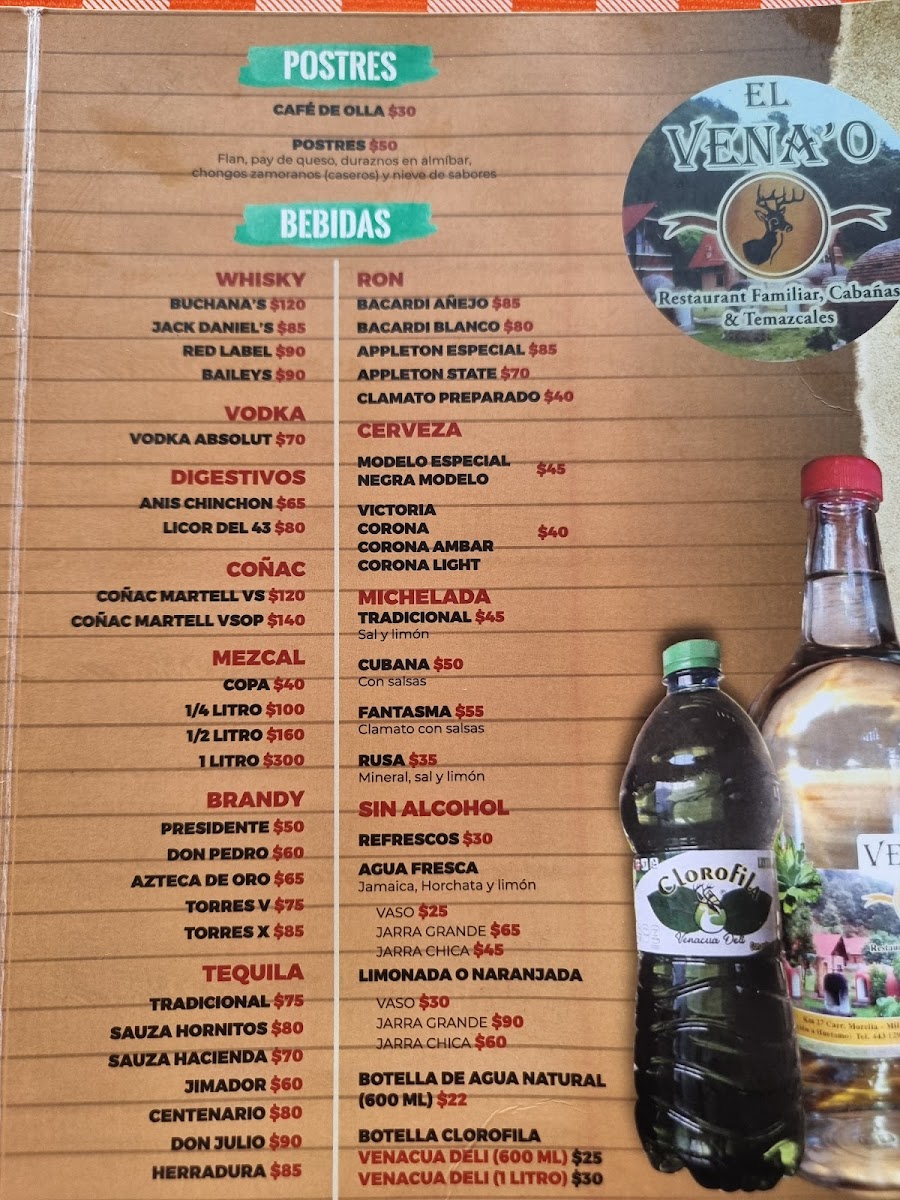 POSTRES
CAFÉ DE OLLA $30
POSTRES $50
Flan, pay de queso, duraznos en almíbar,
chongos zamoranos (caseros) y nieve de sabores
BEBIDAS
WHISKY
BUCHANA'S $120
JACK DANIEL'S $85
RED LABEL $90
BAILEYS $90
VODKA
VODKA ABSOLUT $70
DIGESTIVOS
ANIS CHINCHON $65
LICOR DEL 43 $80
COÑAC
COÑAC MARTELL VS $120
COÑAC MARTELL VSOP $140
MEZCAL
COPA $40
1/4 LITRO $100
1/2 LITRO $160
1 LITRO $300
BRANDY
PRESIDENTE $50
DON PEDRO $60
AZTECA DE ORO $65
TORRES V $75
TORRES X $85
TEQUILA
TRADICIONAL $75
SAUZA HORNITOS $80
SAUZA HACIENDA $70
JIMADOR $60
CENTENARIO $80
DON JULIO $90
HERRADURA $85
RON
BACARDI AÑEJO $85
BACARDI BLANCO $80
APPLETON ESPECIAL $85
APPLETON STATE $70
CLAMATO PREPARADO $40
CERVEZA
MODELO ESPECIAL
NEGRA MODELO
$45
VICTORIA
CORONA
CORONA AMBAR
CORONA LIGHT
$40
MICHELADA
TRADICIONAL $45
Sal y limón
CUBANA $50
Con salsas
FANTASMA $55
Clamato con salsas
RUSA $35
Mineral, sal y limón
SIN ALCOHOL
REFRESCOS $30
AGUA FRESCA
Jamaica, Horchata y limón
VASO $25
JARRA GRANDE $65
JARRA CHICA $45
LIMONADA O NARANJADA
VASO $30
JARRA GRANDE $90
JARRA CHICA $60
BOTELLA DE AGUA NATURAL
(600 ML) $22
BOTELLA CLOROFILA
VENACUA DELI (600 ML) $25
VENACUA DELI (1 LITRO) $30
EL
VENA'O
Restaurant Familiar, Cabañas
& Temazcales
Clorofila
Venacua Deli
VE
Km 27 Carr. Morelia - Mil
Tel. 443 1